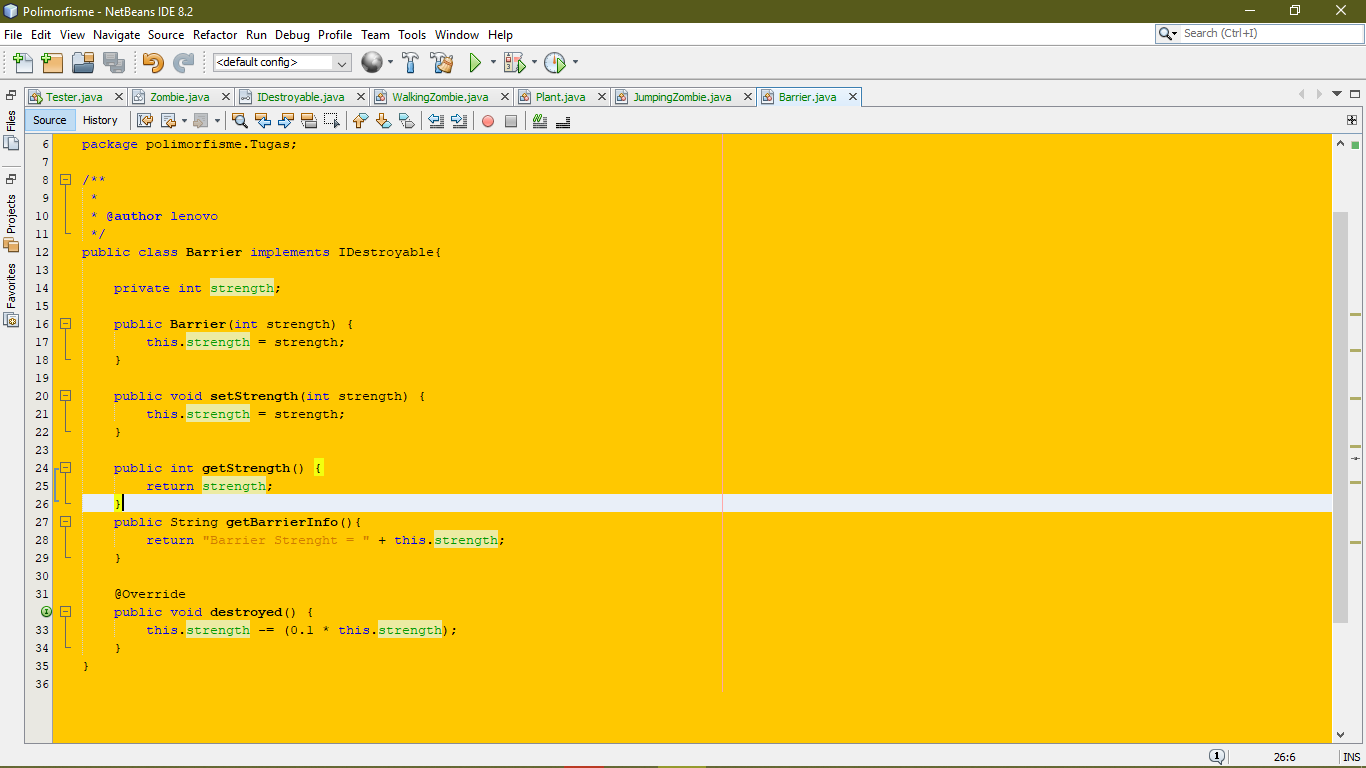 Polimorfisme - NetBeans IDE 8.2
File Edit View Navigate Source Refactor Run Debug Profile Team Tools Window Help
Search (Ctrl+I)
<default config>
Files
Projects
Favorites
Tester.java Zombie.java IDestroyable.java WalkingZombie.java Plant.java JumpingZombie.java Barrier.java
Source History
6 package polimorfisme.Tugas;
7
8 /**
9 *
10 * @author lenovo
11 */
12 public class Barrier implements IDestroyable{
13
14 private int strength;
15
16 public Barrier(int strength) {
17 this.strength = strength;
18 }
19
20 public void setStrength(int strength) {
21 this.strength = strength;
22 }
23
24 public int getStrength() {
25 return strength;
26 }
27 public String getBarrierInfo(){
28 return "Barrier Strenght = " + this.strength;
29 }
30
31 @Override
public void destroyed() {
33 this.strength -= (0.1 * this.strength);
34 }
35 }
36
1
26:6
INS